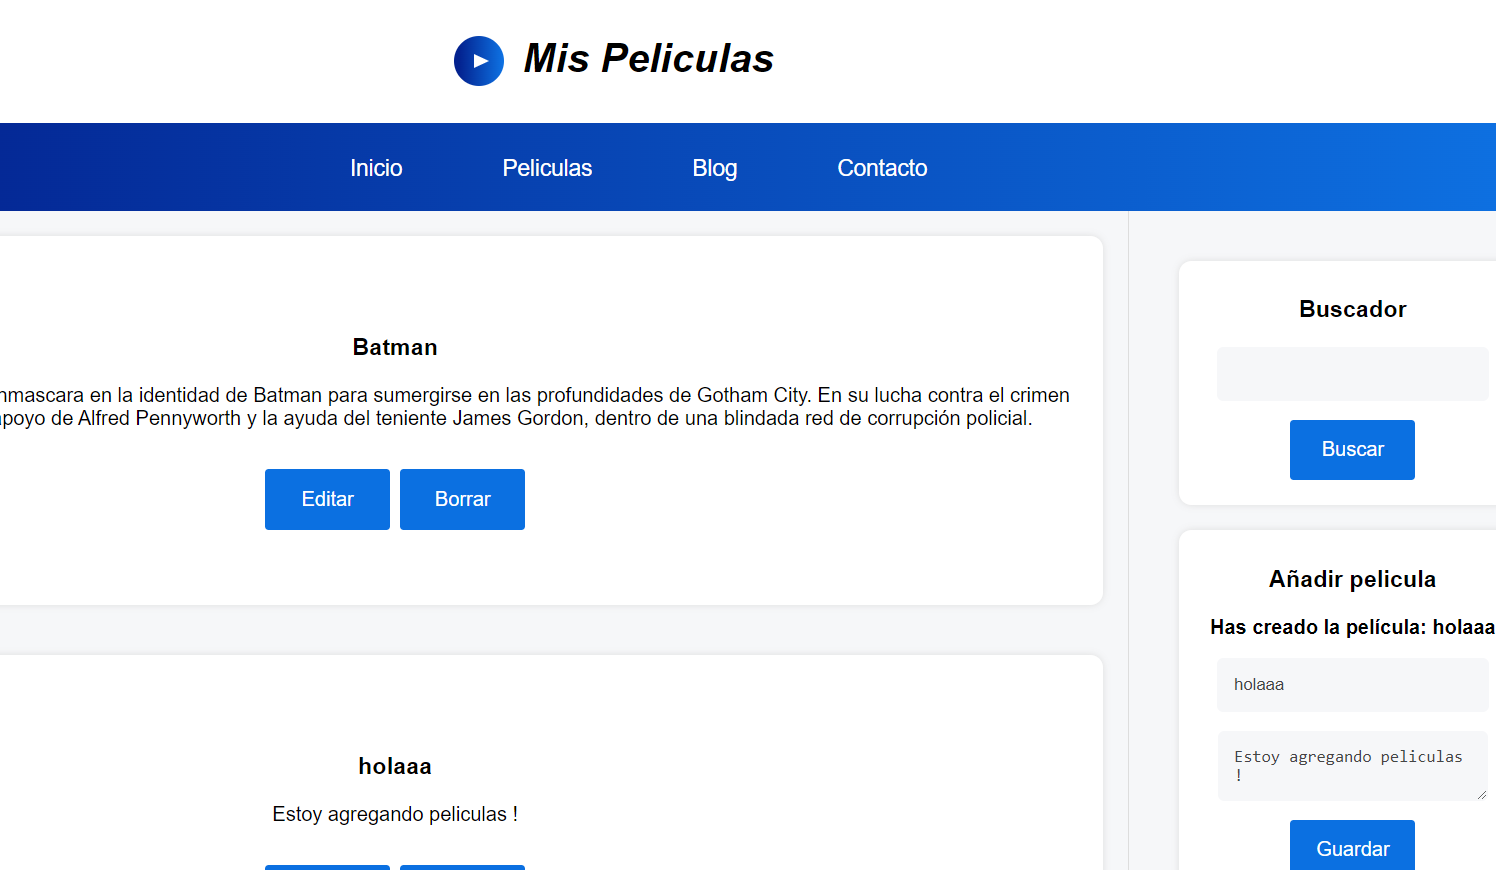 Mis Peliculas
Inicio Peliculas Blog Contacto
Batman
en la identidad de Batman para sumergirse en las profundidades de Gotham City. En su lucha contra el crimen
de Alfred Pennyworth y la ayuda del teniente James Gordon, dentro de una blindada red de corrupción policial.
Editar Borrar
holaaa
Estoy agregando peliculas !
Buscador
Buscar
Añadir pelicula
Has creado la película: holaaa
holaaa
Estoy agregando peliculas
!
Guardar